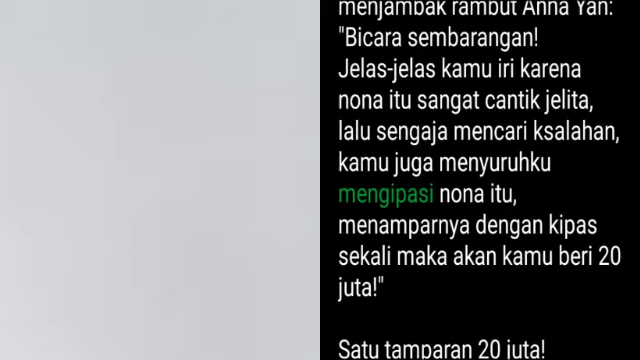 menjambak rambut Anna Yan:
"Bicara sembarangan!
Jelas-jelas kamu iri karena
nona itu sangat cantik jelita,
lalu sengaja mencari ksalahan,
kamu juga menyuruhku
mengipasi nona itu,
menamparnya dengan kipas
sekali maka akan kamu beri 20
juta!"
Satu tamparan 20 juta!